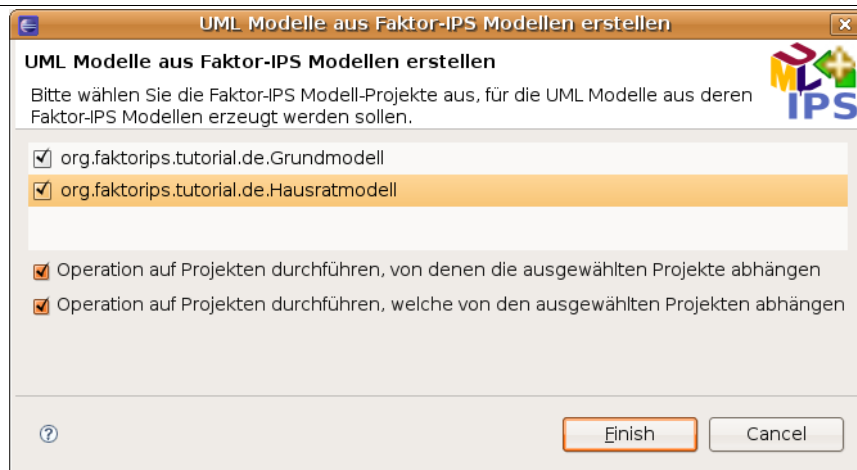 UML Modelle aus Faktor-IPS Modellen erstellen
UML Modelle aus Faktor-IPS Modellen erstellen
Bitte wählen Sie die Faktor-IPS Modell-Projekte aus, für die UML Modelle aus deren
Faktor-IPS Modellen erzeugt werden sollen.
UML
IPS
org.faktorips.tutorial.de.Grundmodell
org.faktorips.tutorial.de.Hausratmodell
Operation auf Projekten durchführen, von denen die ausgewählten Projekte abhängen
Operation auf Projekten durchführen, welche von den ausgewählten Projekten abhängen
?
Finish
Cancel